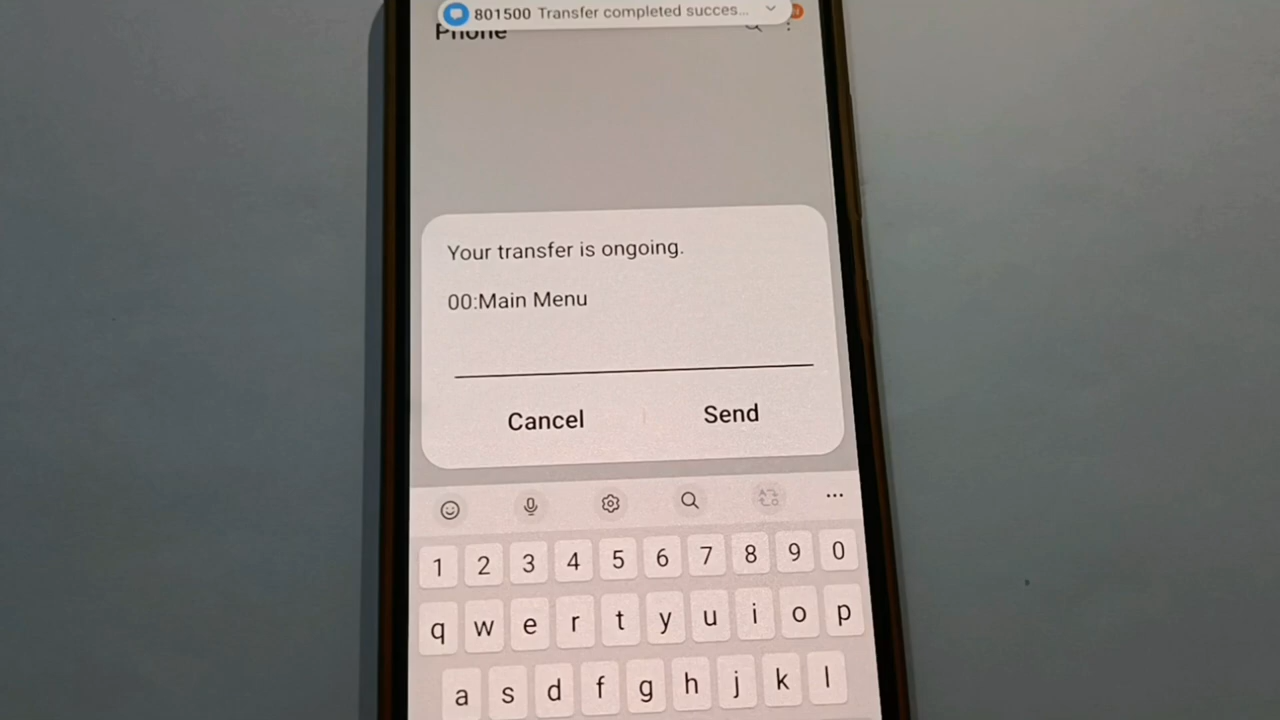 801500 Transfer completed succes...
Phone
Your transfer is ongoing.
00:Main Menu
Cancel Send
1 2 3 4 5 6 7 8 9 0
q w e r t y u i o p
a s d f g h j k l